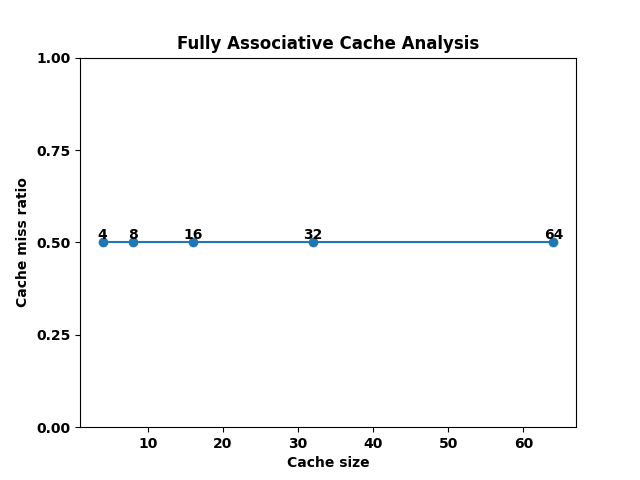 Fully Associative Cache Analysis
1.00
0.75
0.50
0.25
0.00
Cache miss ratio
4 8 16 32 64
10 20 30 40 50 60
Cache size